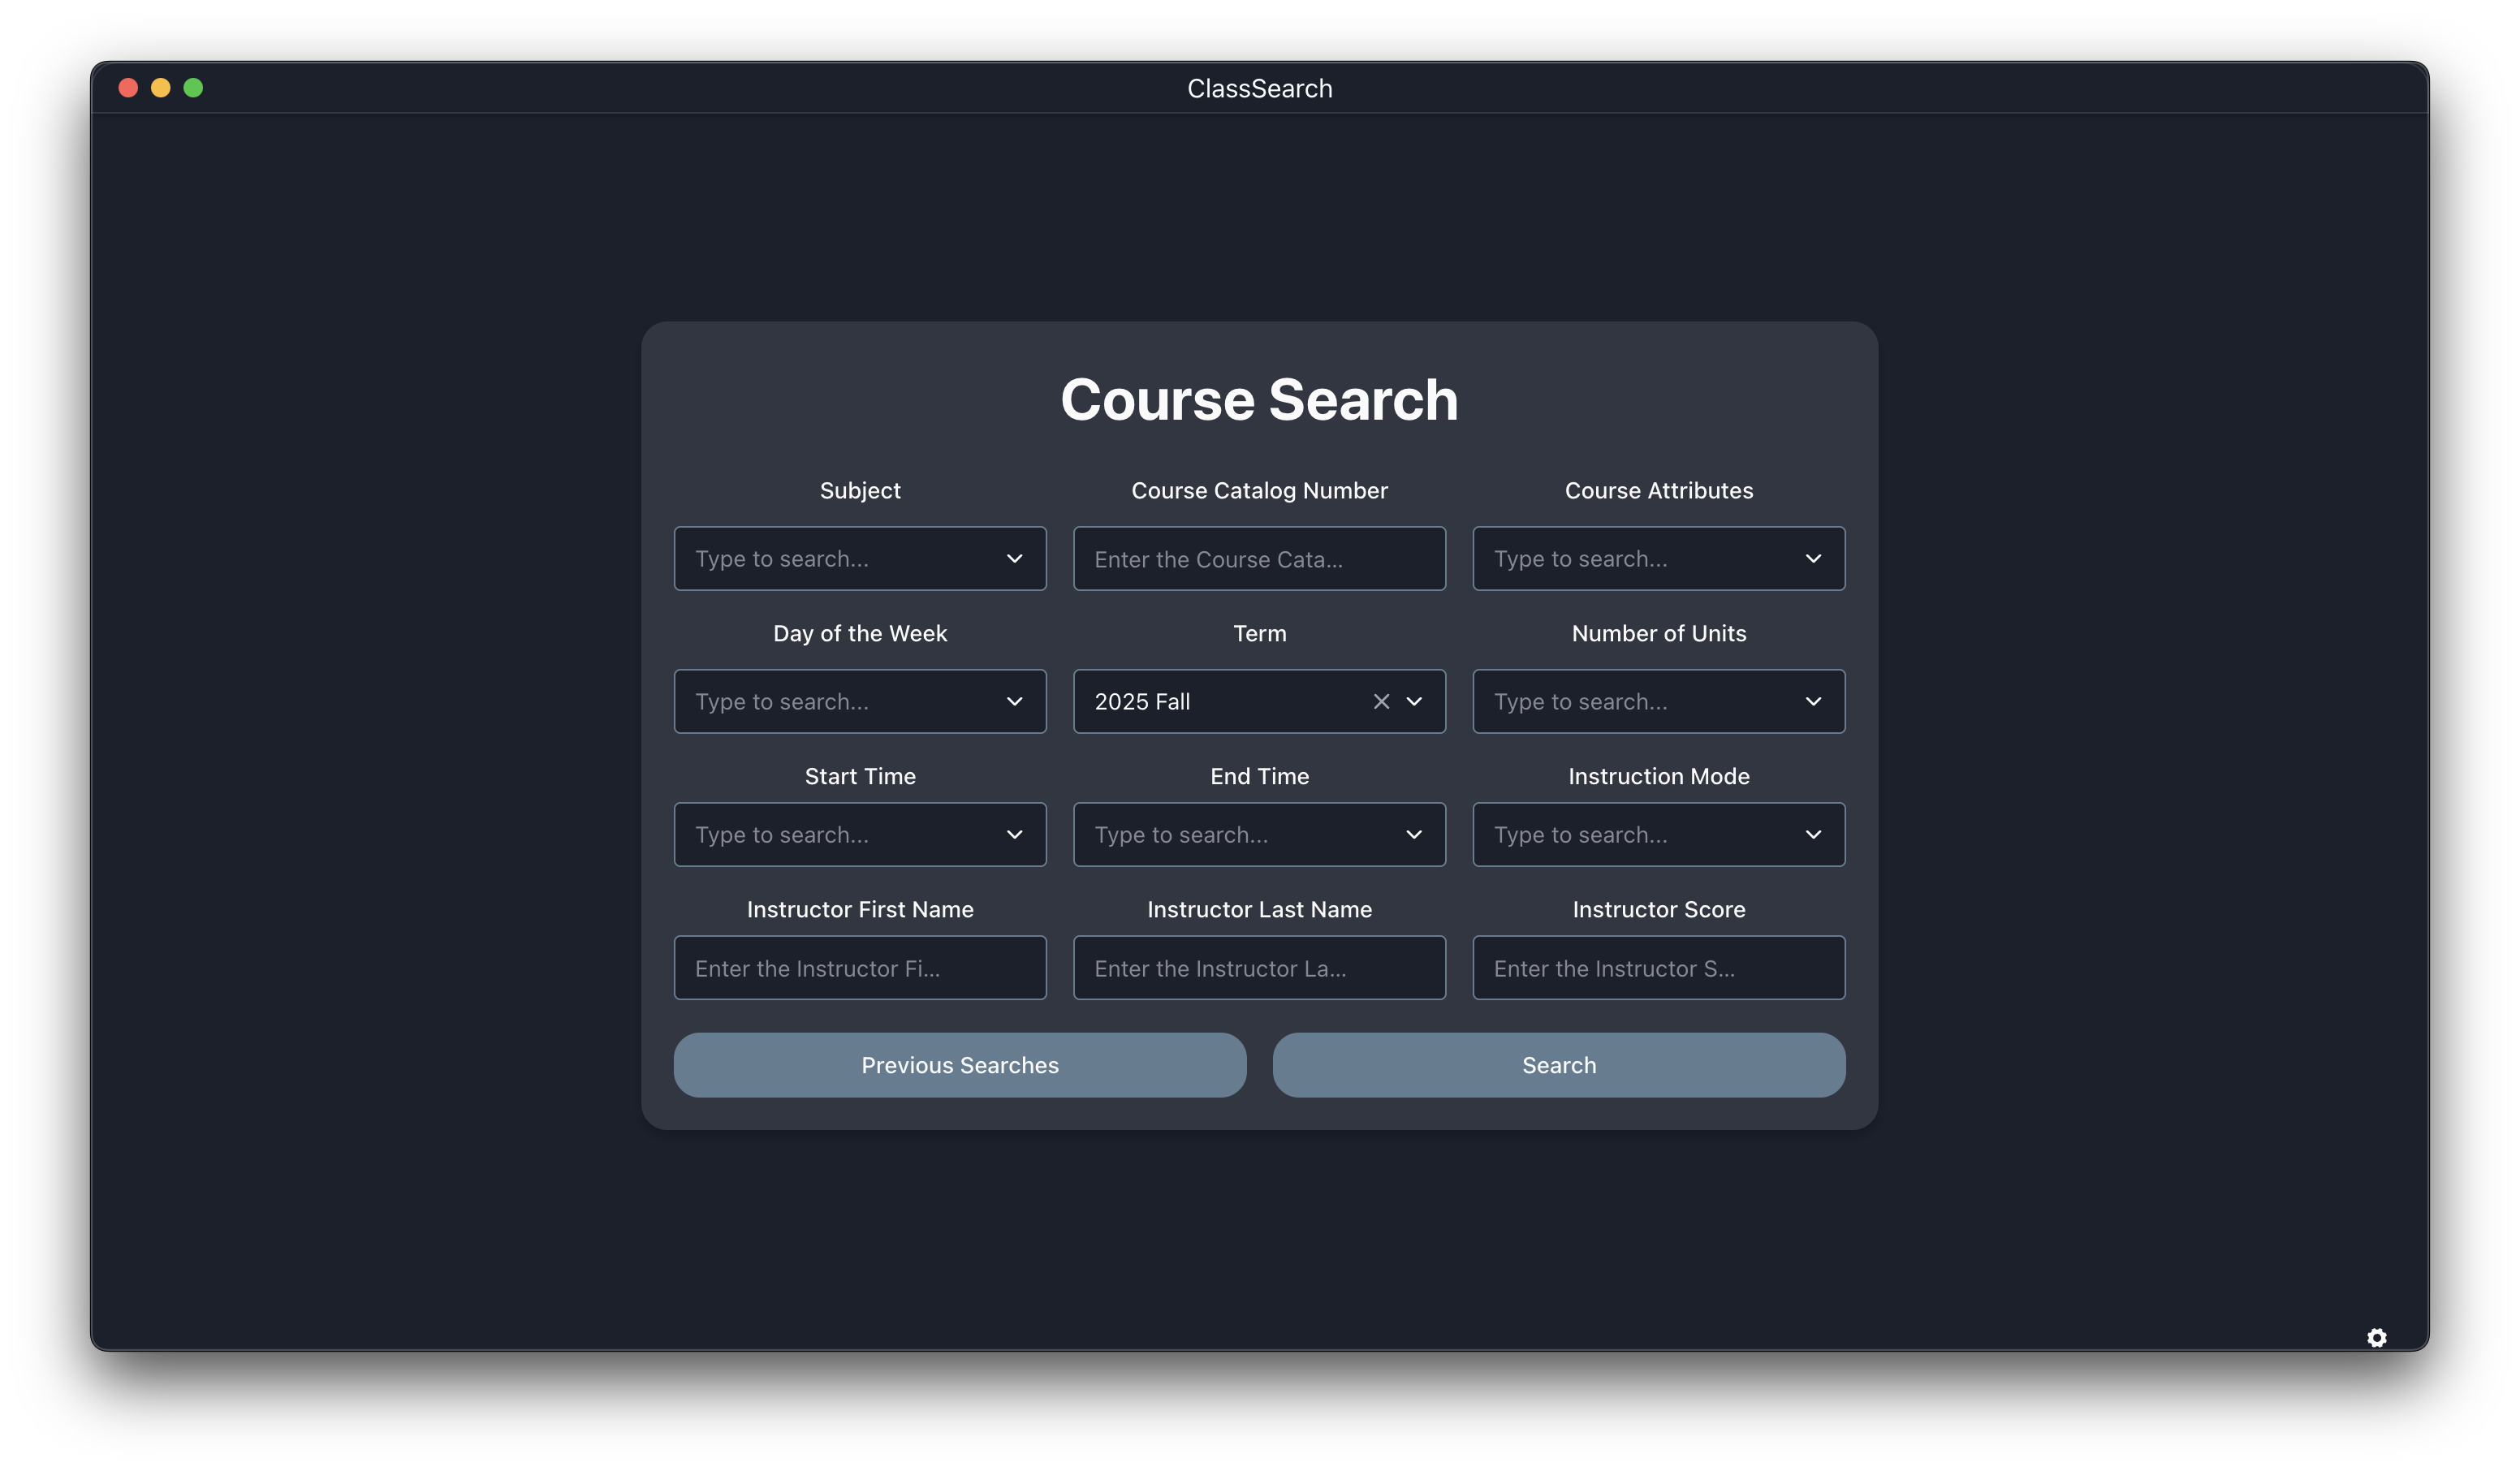 ClassSearch
Course Search
Subject
Course Catalog Number
Course Attributes
Type to search...
Enter the Course Cata...
Type to search...
Day of the Week
Term
Number of Units
Type to search...
2025 Fall
Type to search...
Start Time
End Time
Instruction Mode
Type to search...
Type to search...
Type to search...
Instructor First Name
Instructor Last Name
Instructor Score
Enter the Instructor Fi...
Enter the Instructor La...
Enter the Instructor S...
Previous Searches
Search